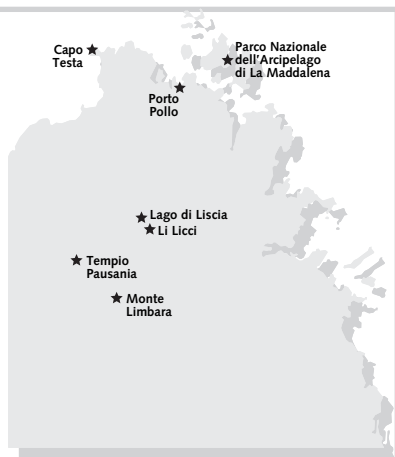 Capo
Testa
Parco Nazionale
dell'Arcipelago
di La Maddalena
Porto
Pollo
Lago di Liscia
Li Licci
Tempio
Pausania
Monte
Limbara